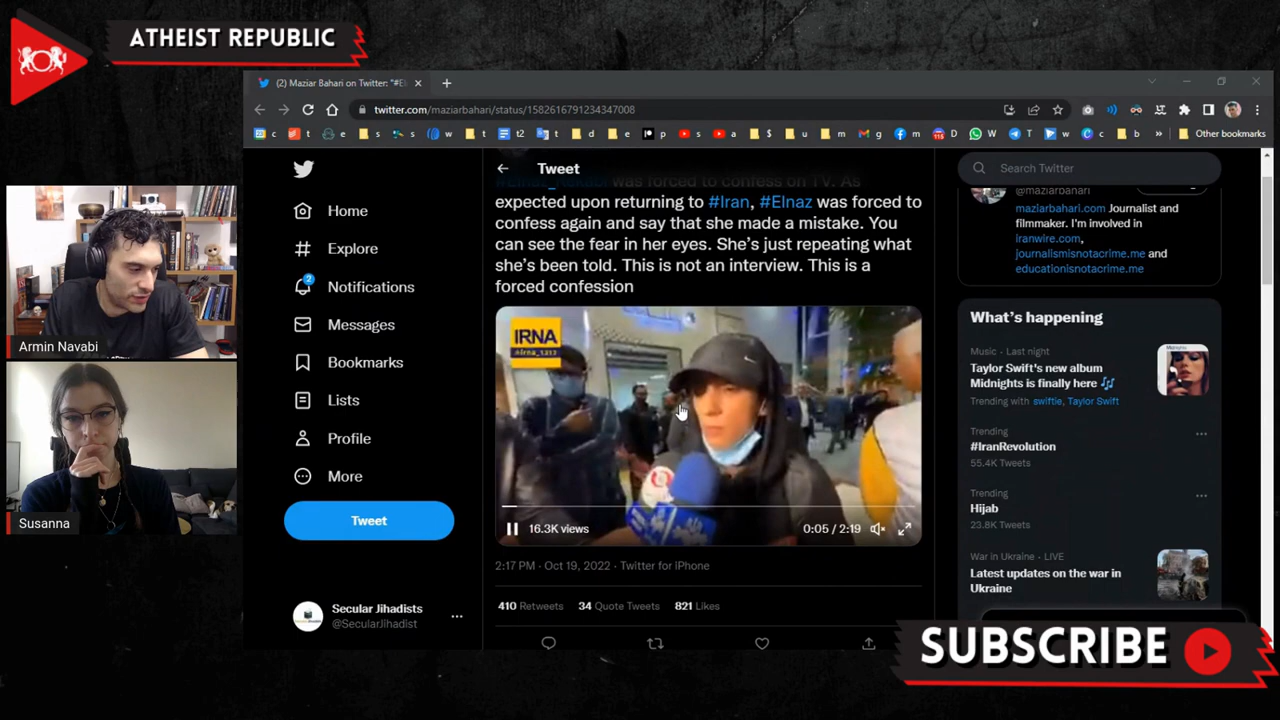 ATHEIST REPUBLIC
(2) Maziar Bahari on Twitter: "#El
twitter.com/maziarbahari/status/1582616791234347008
c
t
e
s
s
w
t
t2
t
d
e
p
s
a
$
u
m
g
m
D
W
T
w
c
b
»
Other bookmarks
Home
Explore
2
Notifications
Messages
Bookmarks
Lists
Profile
More
Tweet
Secular Jihadists
@SecularJihadist
Tweet
was forced to confess on TV. As
expected upon returning to #Iran, #Elnaz was forced to
confess again and say that she made a mistake. You
can see the fear in her eyes. She's just repeating what
she's been told. This is not an interview. This is a
forced confession
IRNA
@irna_1313
16.3K views
0:05 / 2:19
2:17 PM · Oct 19, 2022 · Twitter for iPhone
410 Retweets 34 Quote Tweets 821 Likes
Search Twitter
@maziarbahari
maziarbahari.com Journalist and
filmmaker. I'm involved in
iranwire.com,
journalismisnotacrime.me and
educationisnotacrime.me
What's happening
Music · Last night
Taylor Swift's new album
Midnights is finally here
Trending with swiftie, Taylor Swift
Trending
#IranRevolution
55.4K Tweets
Trending
Hijab
23.8K Tweets
War in Ukraine · LIVE
Latest updates on the war in
Ukraine
Armin Navabi
Susanna
SUBSCRIBE